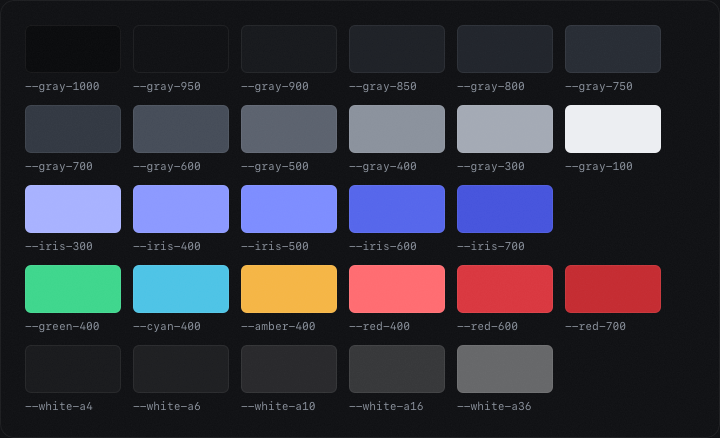 --gray-1000 --gray-950 --gray-900 --gray-850 --gray-800 --gray-750
--gray-700 --gray-600 --gray-500 --gray-400 --gray-300 --gray-100
--iris-300 --iris-400 --iris-500 --iris-600 --iris-700
--green-400 --cyan-400 --amber-400 --red-400 --red-600 --red-700
--white-a4 --white-a6 --white-a10 --white-a16 --white-a36